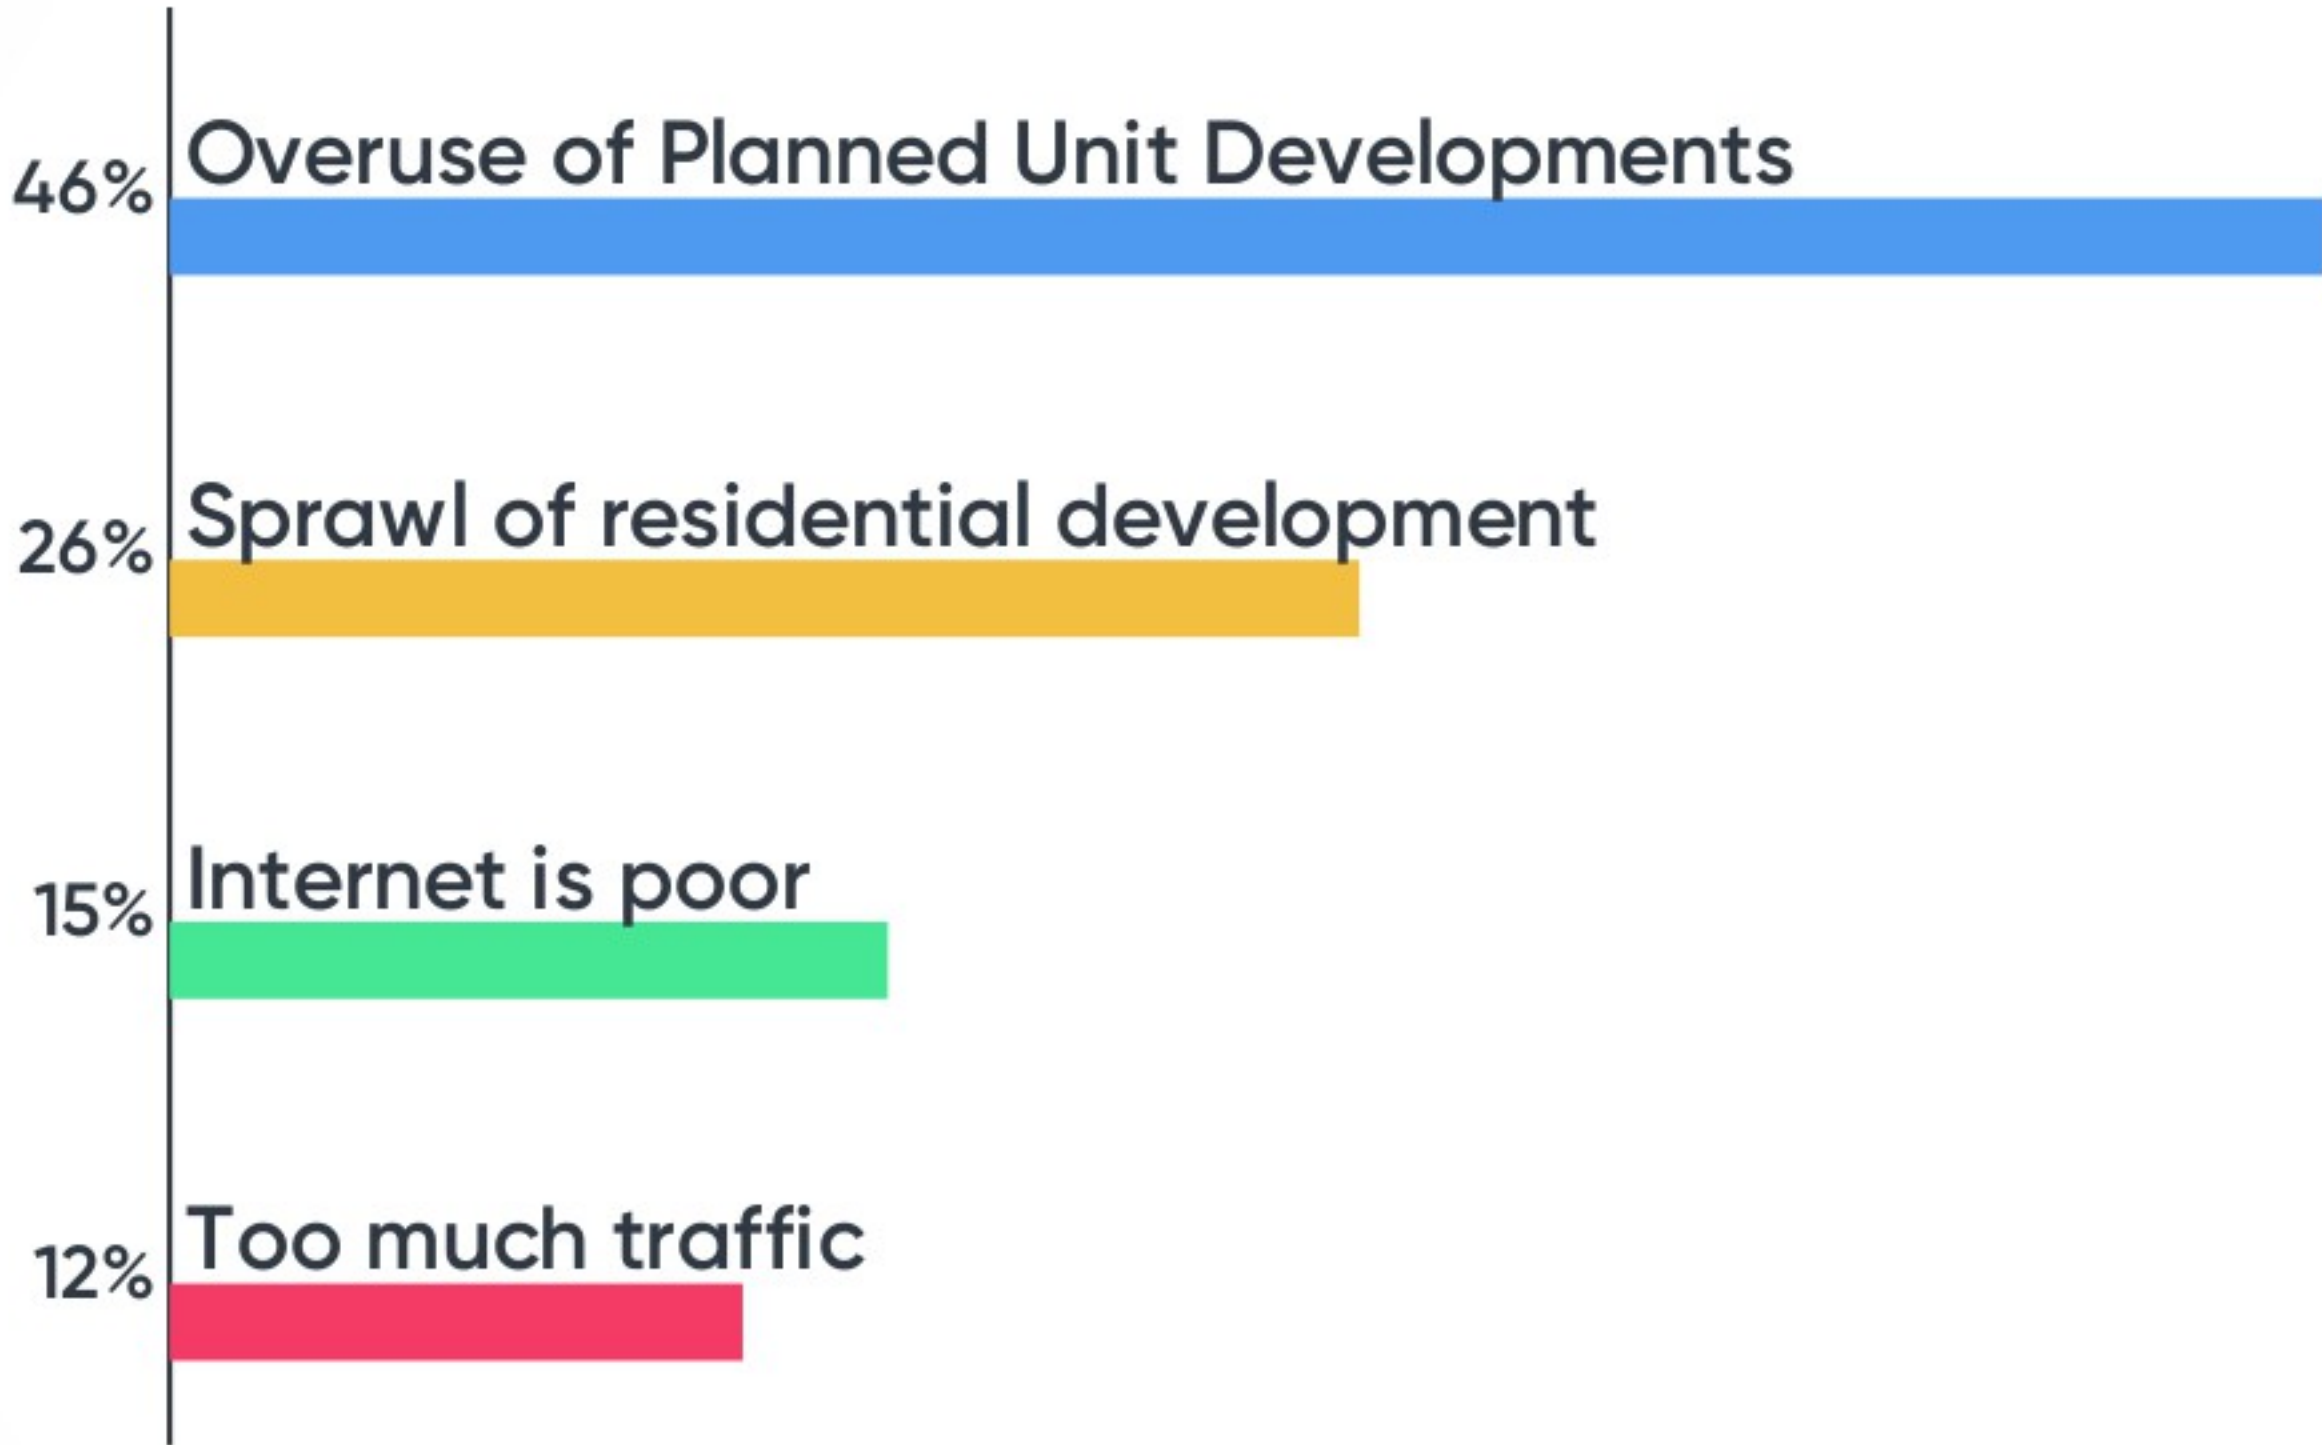 46% Overuse of Planned Unit Developments
26% Sprawl of residential development
15% Internet is poor
12% Too much traffic